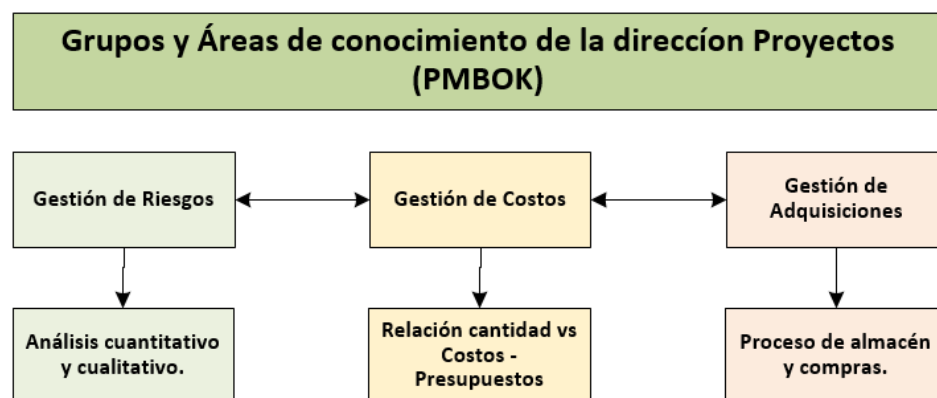 Grupos y Áreas de conocimiento de la direccíon Proyectos
(PMBOK)
Gestión de Riesgos
Gestión de Costos
Gestión de
Adquisiciones
Análisis cuantitativo
y cualitativo.
Relación cantidad vs
Costos -
Presupuestos
Proceso de almacén
y compras.